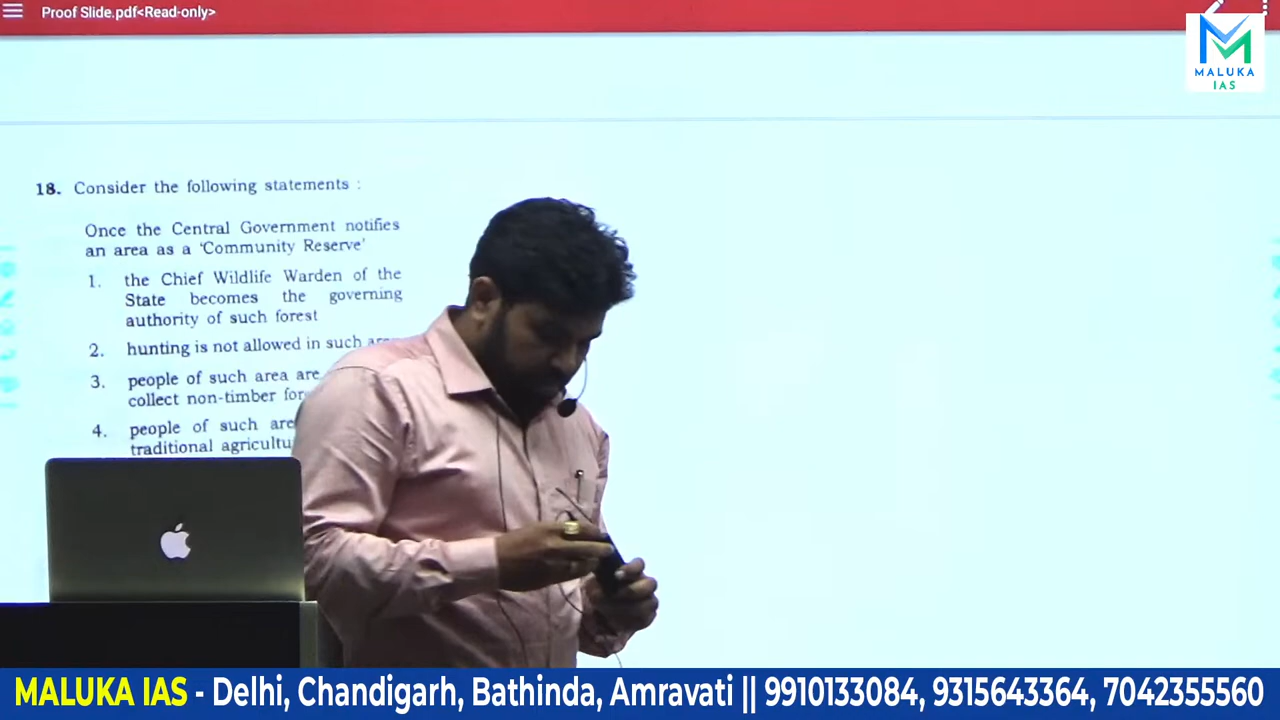 Proof Slide.pdf<Read-only>
MALUKA
IAS
18. Consider the following statements :
Once the Central Government notifies
an area as a 'Community Reserve'
1. the Chief Wildlife Warden of the
State becomes the governing
authority of such forest
2. hunting is not allowed in such
3. people of such area are
collect non-timber
4. people of such
traditional
MALUKA IAS - Delhi, Chandigarh, Bathinda, Amravati || 9910133084, 9315643364, 7042355560